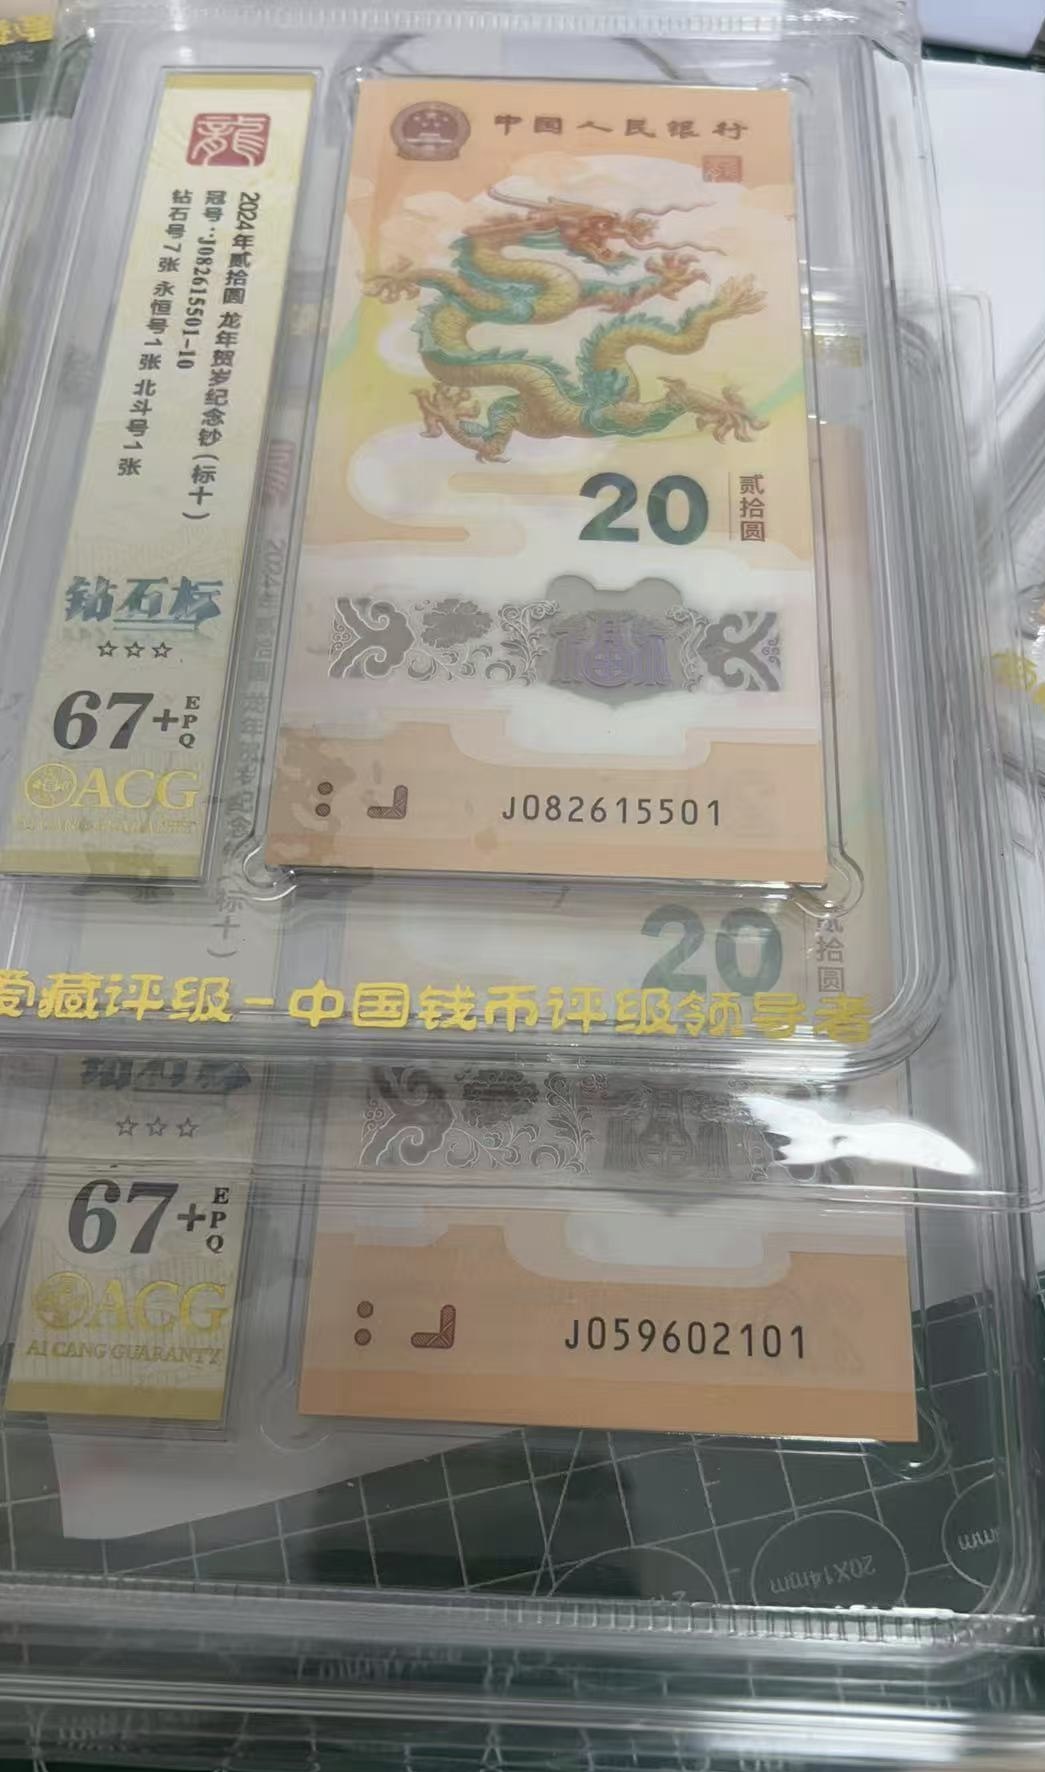 龍
2024年贰拾圆 龙年贺岁纪念钞(标十)
冠号:J082615501-10
钻石号7张 永恒号1张 北斗号1张
钻石标
☆☆☆
67+EPQ
ACG
中国人民银行
20
贰拾圆
J082615501
爱藏评级-中国钱币评级领导者
20
贰拾圆
标十)
☆☆☆
67+EPQ
ACG
AI CANG GUARANTY
J059602101
20X14mm